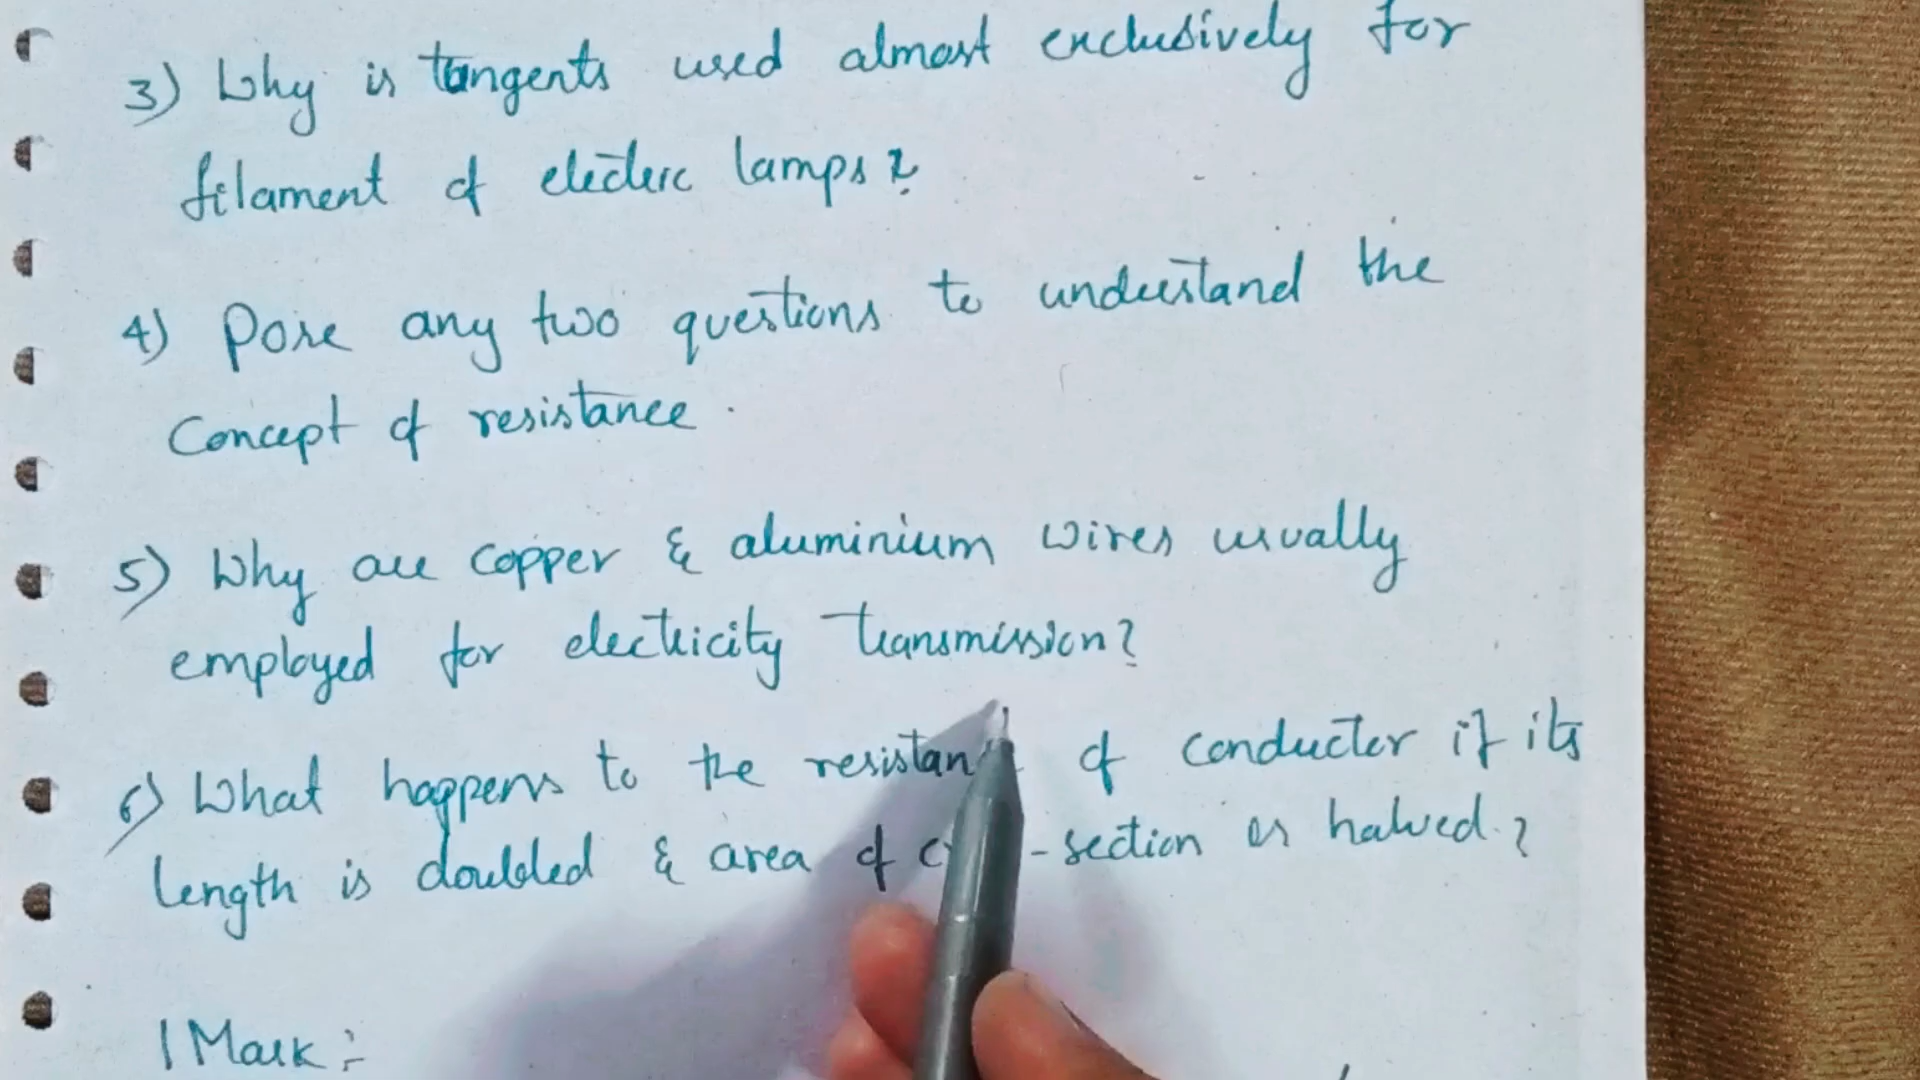 3) Why is tangents used almost exclusively for
filament of electric lamps?
4) Pose any two questions to understand the
Concept of resistance.
5) Why are copper & aluminium wires usually
employed for electricity transmission?
6) What happens to the resistan of conductor if its
length is doubled & area of - section is halved.?
1 Mark :-